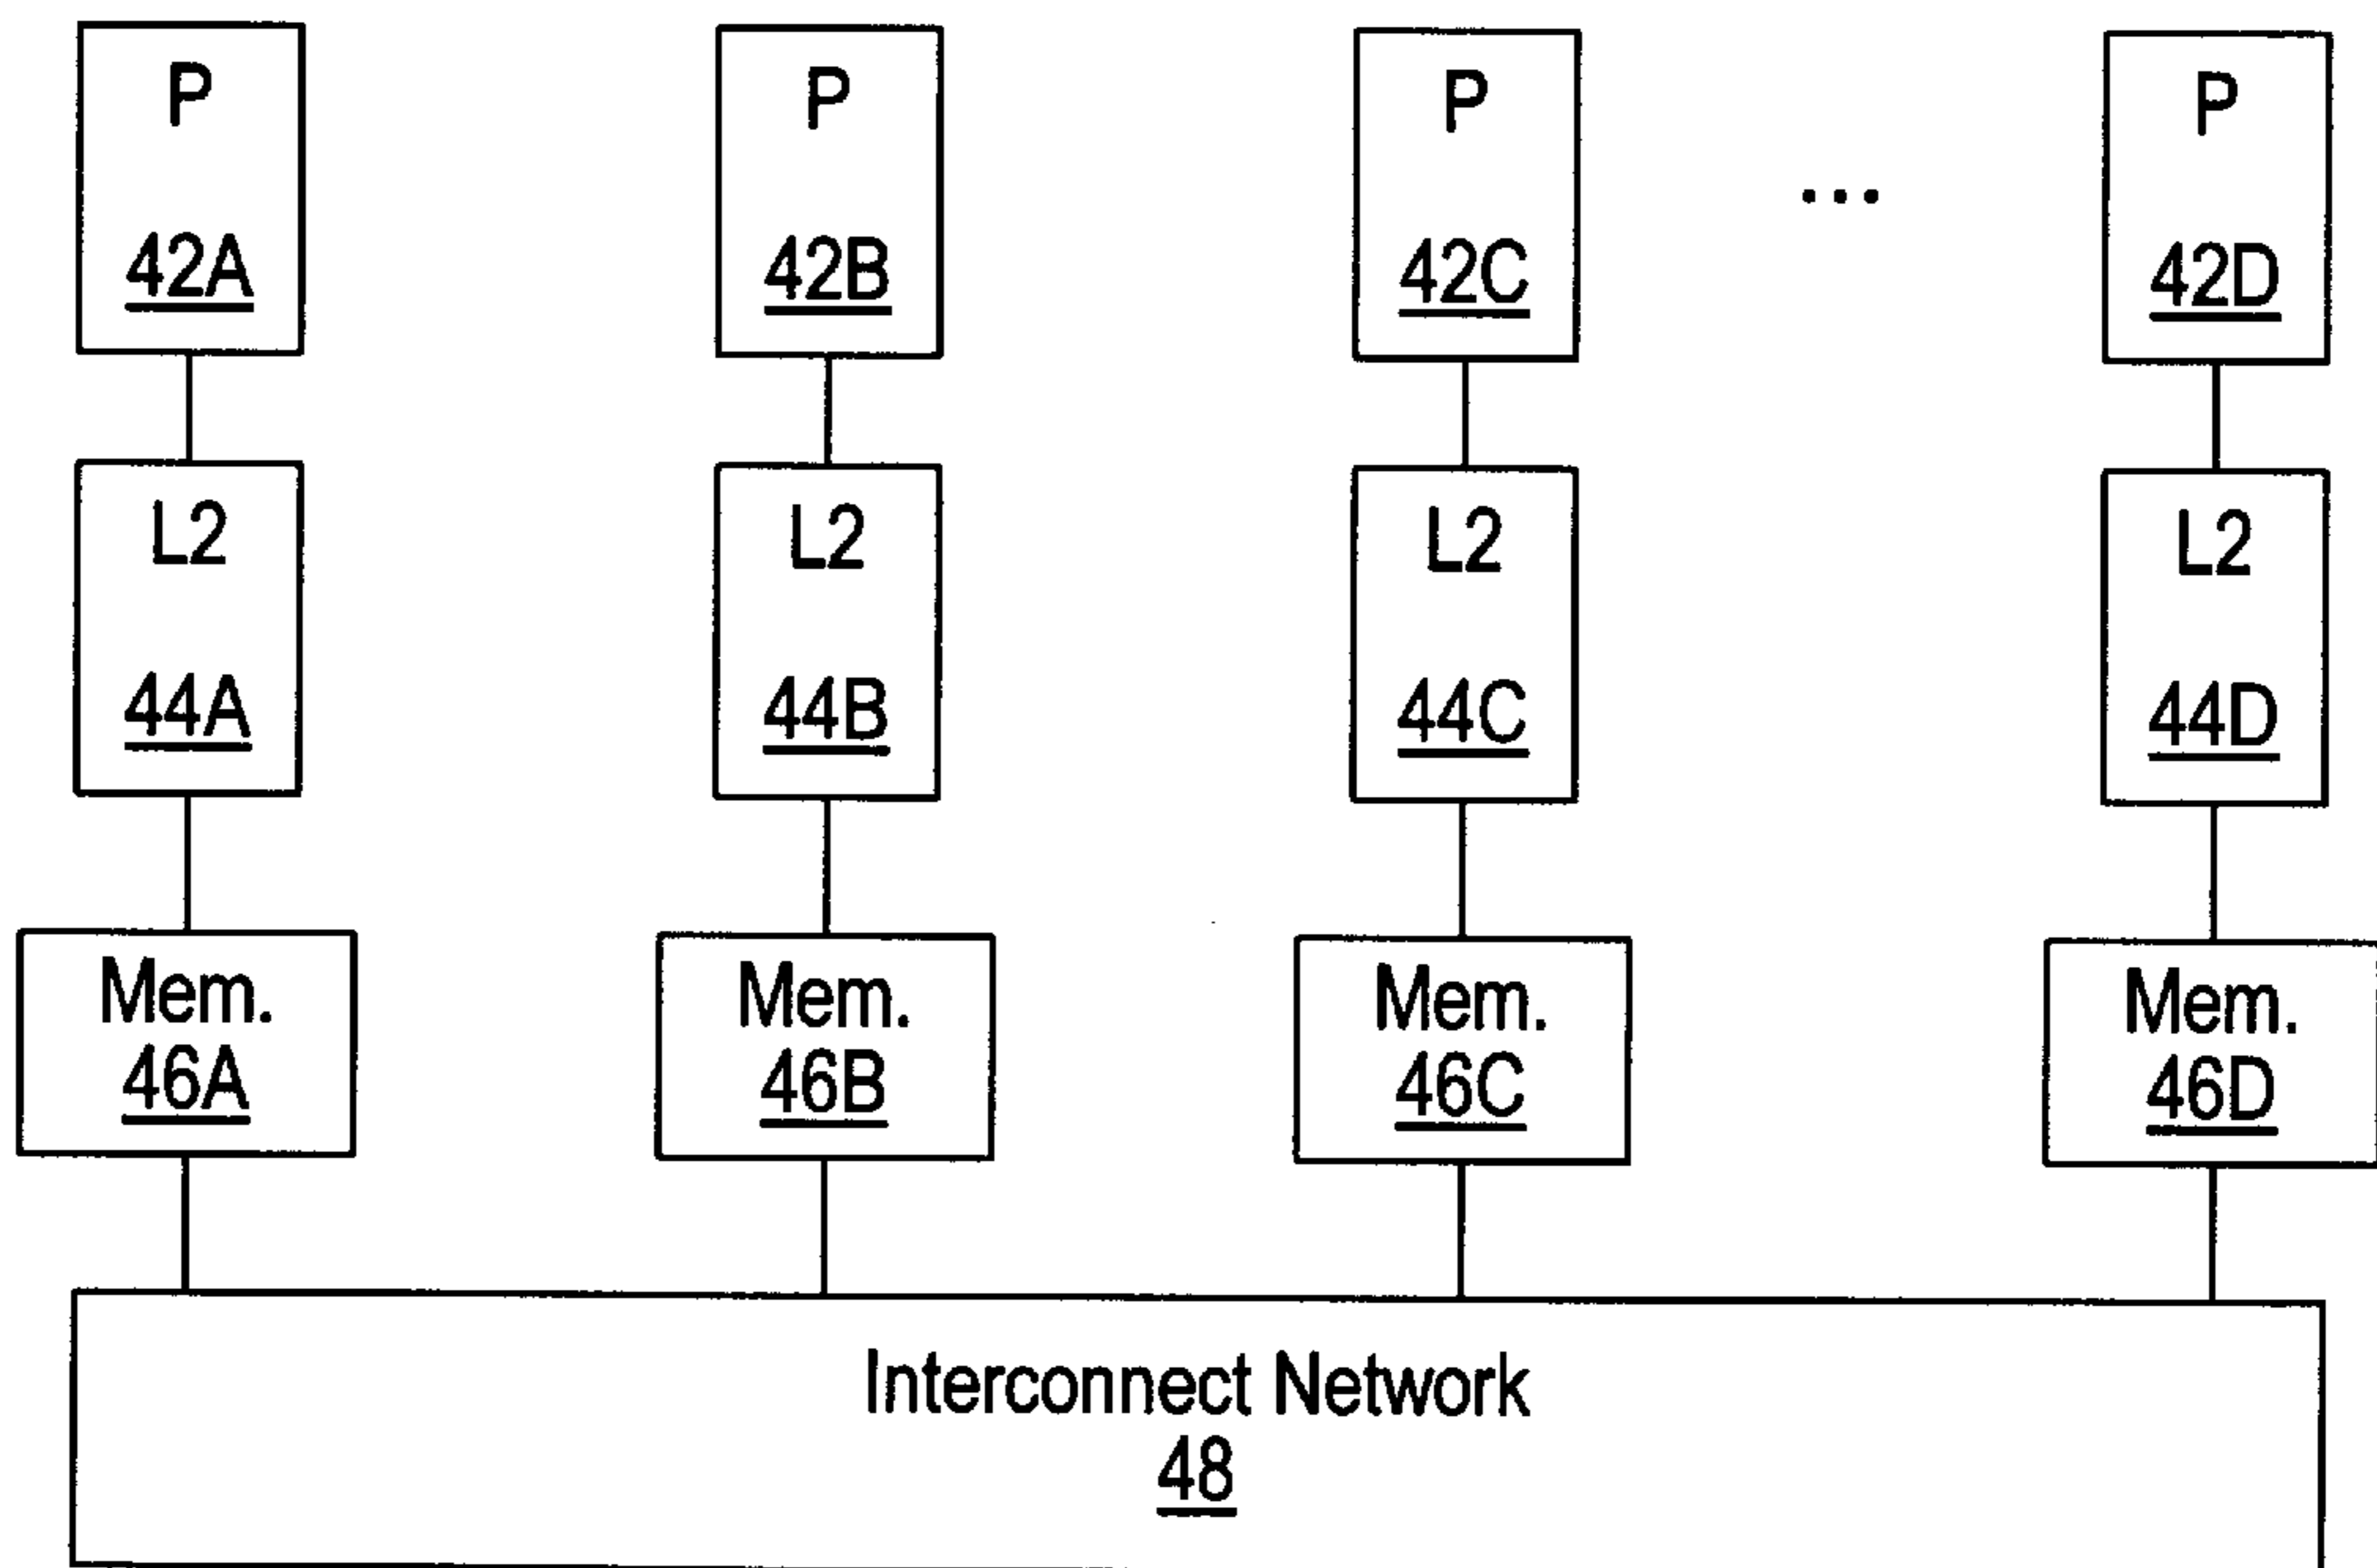 P P P P
...
42A 42B 42C 42D
L2 L2 L2 L2
44A 44B 44C 44D
Mem. Mem. Mem. Mem.
46A 46B 46C 46D
Interconnect Network
48